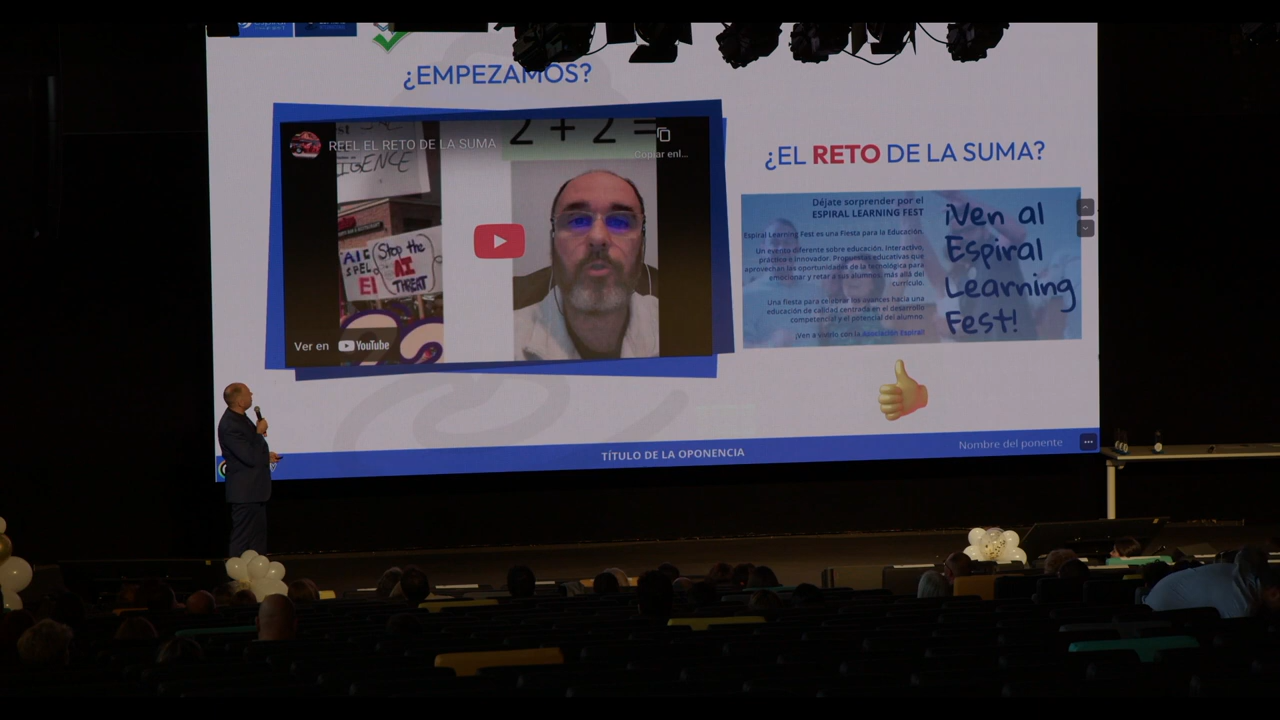 ¿EMPEZAMOS?
REEL EL RETO DE LA SUMA
2 + 2 =
Copiar enl...
IGENCE
Stop the
AI
THREAT
Ver en YouTube
¿EL RETO DE LA SUMA?
Déjate sorprender por el
ESPIRAL LEARNING FEST
Espiral Learning Fest es una Fiesta para la Educación.
Un evento diferente sobre educación. Interactivo,
práctico e innovador. Propuestas educativas que
aprovechan las oportunidades de la tecnológica para
emocionar y retar a sus alumnos, más allá del
currículo.
Una fiesta para celebrar los avances hacia una
educación de calidad centrada en el desarrollo
competencial y el potencial del alumno.
¡Ven a vivirlo con la Asociación Espiral!
¡Ven al
Espiral
Learning
Fest!
TÍTULO DE LA OPONENCIA
Nombre del ponente